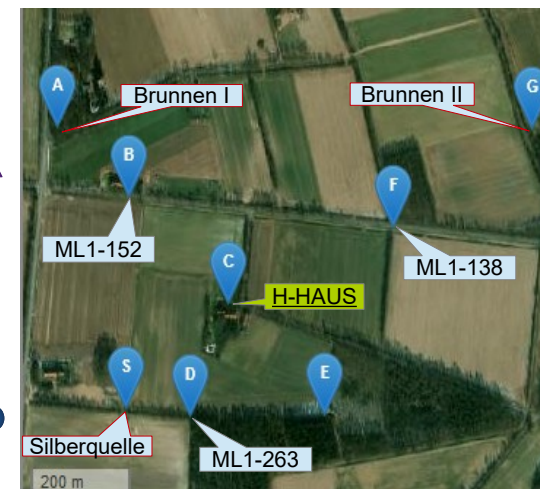 A
Brunnen I
Brunnen II
G
B
F
ML1-152
ML1-138
C
H-HAUS
S
D
E
Silberquelle
ML1-263
200 m